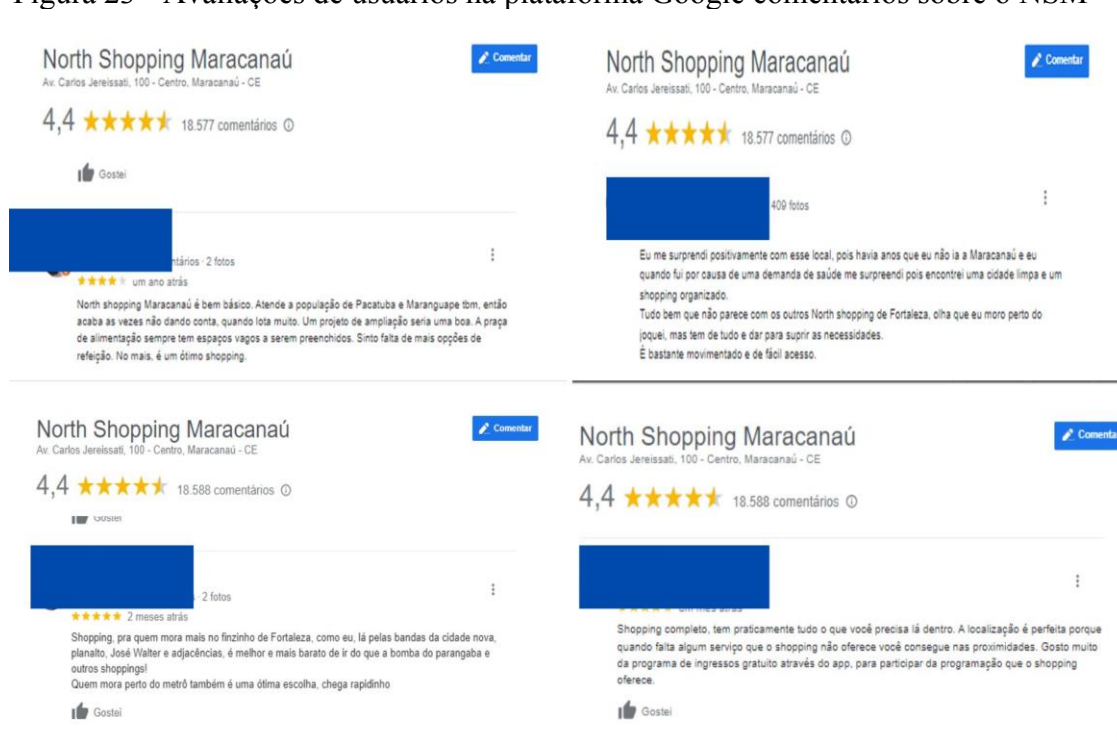 Figura 23 - Avaliações de usuários na plataforma Google comentários sobre o NSM
North Shopping Maracanaú
Comentar
Av. Carlos Jereissati, 100 - Centro, Maracanaú - CE
4,4 18.577 comentários
Gostei
ntários · 2 fotos
um ano atrás
North shopping Maracanaú é bem básico. Atende a população de Pacatuba e Maranguape tbm, então
acaba as vezes não dando conta, quando lota muito. Um projeto de ampliação seria uma boa. A praça
de alimentação sempre tem espaços vagos a serem preenchidos. Sinto falta de mais opções de
refeição. No mais, é um ótimo shopping.
North Shopping Maracanaú
Comentar
Av. Carlos Jereissati, 100 - Centro, Maracanaú - CE
4,4 18.577 comentários
409 fotos
Eu me surpreendi positivamente com esse local, pois havia anos que eu não ia a Maracanaú e eu
quando fui por causa de uma demanda de saúde me surpreendi pois encontrei uma cidade limpa e um
shopping organizado.
Tudo bem que não parece com os outros North shopping de Fortaleza, olha que eu moro perto do
joquei, mas tem de tudo e dar para suprir as necessidades.
É bastante movimentado e de fácil acesso.
North Shopping Maracanaú
Comentar
Av. Carlos Jereissati, 100 - Centro, Maracanaú - CE
4,4 18.588 comentários
Gostei
· 2 fotos
2 meses atrás
Shopping, pra quem mora mais no finzinho de Fortaleza, como eu, lá pelas bandas da cidade nova,
planalto, José Walter e adjacências, é melhor e mais barato de ir do que a bomba do parangaba e
outros shoppings!
Quem mora perto do metrô também é uma ótima escolha, chega rapidinho
Gostei
North Shopping Maracanaú
Comenta
Av. Carlos Jereissati, 100 - Centro, Maracanaú - CE
4,4 18.588 comentários
um mês atrás
Shopping completo, tem praticamente tudo o que você precisa lá dentro. A localização é perfeita porque
quando falta algum serviço que o shopping não oferece você consegue nas proximidades. Gosto muito
da programa de ingressos gratuito através do app, para participar da programação que o shopping
oferece.
Gostei